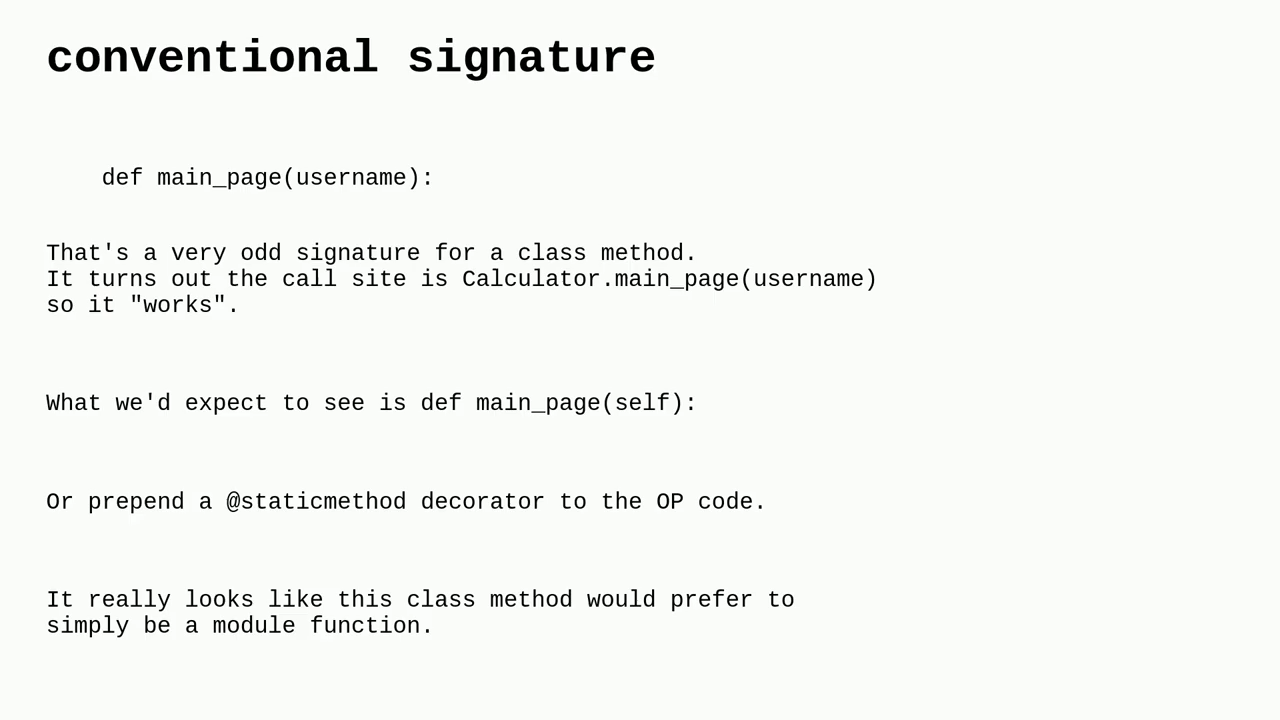 conventional signature
def main_page(username):
That's a very odd signature for a class method.
It turns out the call site is Calculator.main_page(username)
so it "works".
What we'd expect to see is def main_page(self):
Or prepend a @staticmethod decorator to the OP code.
It really looks like this class method would prefer to
simply be a module function.